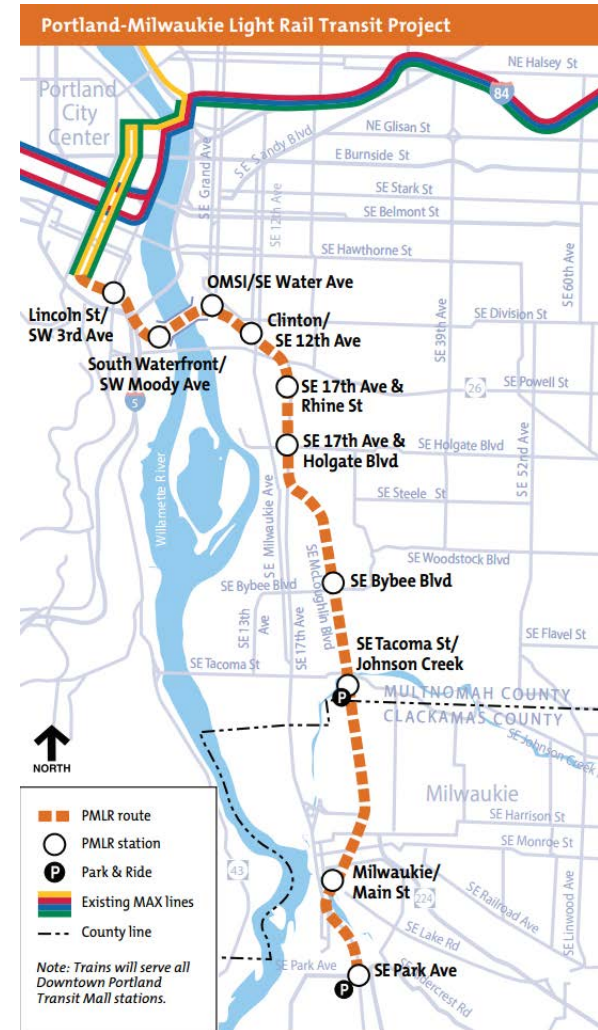 Portland-Milwaukie Light Rail Transit Project
NE Halsey St
Portland
City
Center
84
NE Glisan St
SE Sandy Blvd
E Burnside St
SE Grand Ave
SE 12th Ave
SE Stark St
SE Belmont St
SE Hawthorne St
SE 60th Ave
OMSI/SE Water Ave
Lincoln St/
SW 3rd Ave
Clinton/
SE 12th Ave
SE Division St
SE 39th Ave
South Waterfront/
SW Moody Ave
5
SE 17th Ave &
Rhine St
26
SE Powell St
SE 17th Ave &
Holgate Blvd
SE Holgate Blvd
SE 52nd Ave
Willamette River
SE Milwaukie Ave
SE Steele St
SE Woodstock Blvd
SE McLoughlin Blvd
SE Bybee Blvd
SE Bybee Blvd
SE 13th
Ave
SE 17th Ave
SE Flavel St
SE Tacoma St/
Johnson Creek
SE Tacoma St
P
MULTNOMAH COUNTY
CLACKAMAS COUNTY
SE Johnson Creek
NORTH
Milwaukie
SE Harrison St
SE Monroe St
PMLR route
PMLR station
P
Park & Ride
Existing MAX lines
County line
Note: Trains will serve all
Downtown Portland
Transit Mall stations.
43
Milwaukie/
Main St
224
SE Railroad Ave
SE Linwood Ave
SE Lake Rd
SE Park Ave
SE Park Ave
P